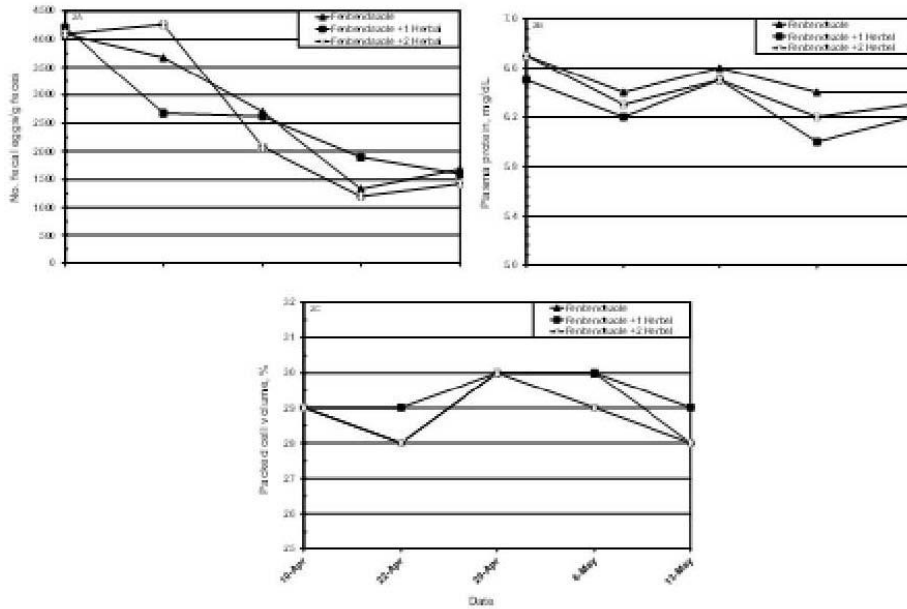 2A
Fenbendazole
Fenbendazole +1 Herbal
Fenbendazole +2 Herbal
4500
4000
3500
3000
2500
2000
1500
1000
500
0
No. fecal eggs/g feces
2B
Fenbendazole
Fenbendazole +1 Herbal
Fenbendazole +2 Herbal
7.0
6.6
6.2
5.8
5.4
5.0
Plasma protein, mg/dL
2C
Fenbendazole
Fenbendazole +1 Herbal
Fenbendazole +2 Herbal
32
31
30
29
28
27
26
25
Packed cell volume, %
22-Apr
29-Apr
6-May
13-May
Date